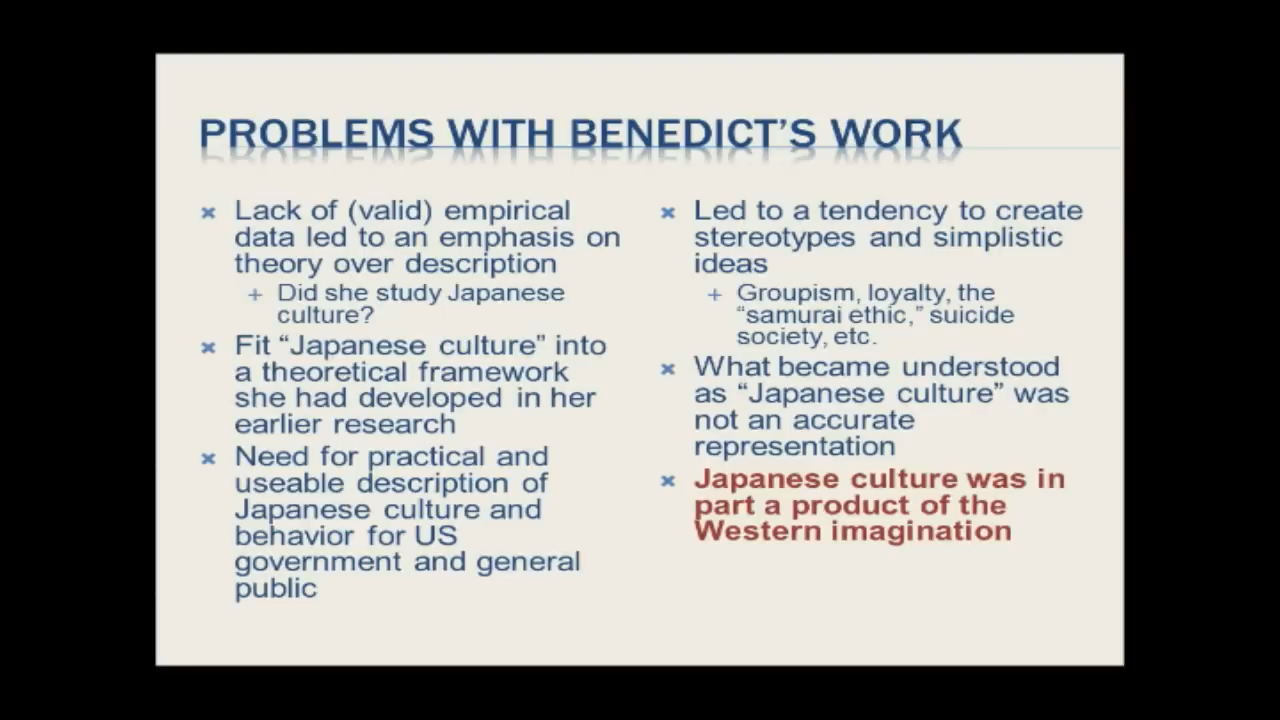 PROBLEMS WITH BENEDICT'S WORK
Lack of (valid) empirical
data led to an emphasis on
theory over description
Did she study Japanese
culture?
Fit “Japanese culture” into
a theoretical framework
she had developed in her
earlier research
Need for practical and
useable description of
Japanese culture and
behavior for US
government and general
public
Led to a tendency to create
stereotypes and simplistic
ideas
Groupism, loyalty, the
“samurai ethic,” suicide
society, etc.
What became understood
as “Japanese culture” was
not an accurate
representation
Japanese culture was in
part a product of the
Western imagination